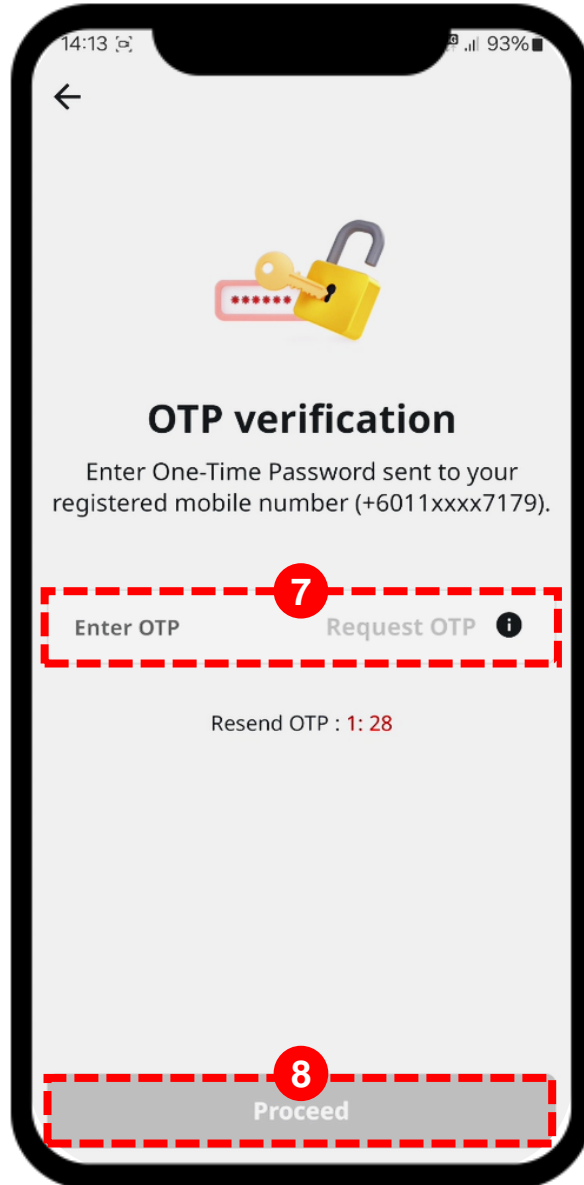 14:13
93%
******
OTP verification
Enter One-Time Password sent to your
registered mobile number (+6011xxxx7179).
7
Enter OTP Request OTP i
Resend OTP : 1: 28
8
Proceed